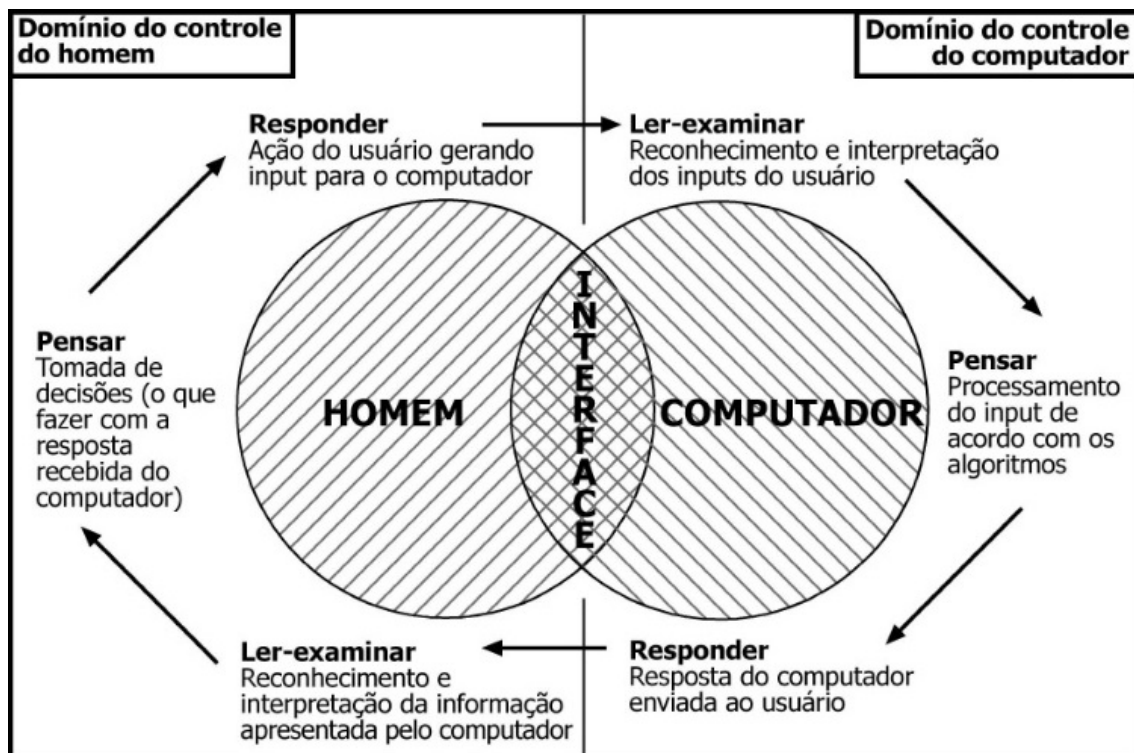 Domínio do controle
do homem
Domínio do controle
do computador
Responder
Ação do usuário gerando
input para o computador
Ler-examinar
Reconhecimento e interpretação
dos inputs do usuário
Pensar
Tomada de
decisões (o que
fazer com a
resposta
recebida do
computador)
HOMEM
INTERFACE
COMPUTADOR
Pensar
Processamento
do input de
acordo com os
algoritmos
Ler-examinar
Reconhecimento e
interpretação da informação
apresentada pelo computador
Responder
Resposta do computador
enviada ao usuário